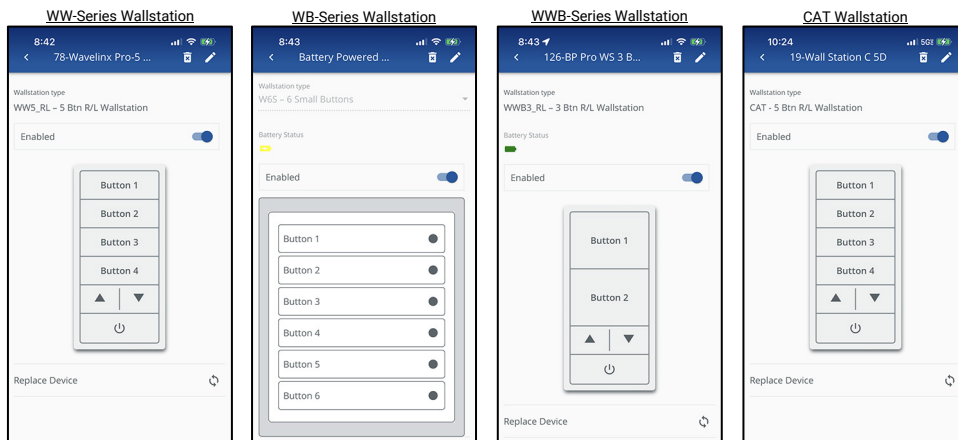 WW-Series Wallstation
8:42
78-Wavelinx Pro-5 ...
Wallstation type
WW5_RL – 5 Btn R/L Wallstation
Enabled
Button 1
Button 2
Button 3
Button 4
Replace Device
WB-Series Wallstation
8:43
Battery Powered ...
Wallstation type
W6S – 6 Small Buttons
Battery Status
Enabled
Button 1
Button 2
Button 3
Button 4
Button 5
Button 6
WWB-Series Wallstation
8:43
126-BP Pro WS 3 B...
Wallstation type
WWB3_RL – 3 Btn R/L Wallstation
Battery Status
Enabled
Button 1
Button 2
Replace Device
CAT Wallstation
10:24
5GE
19-Wall Station C 5D
Wallstation type
CAT - 5 Btn R/L Wallstation
Enabled
Button 1
Button 2
Button 3
Button 4
Replace Device